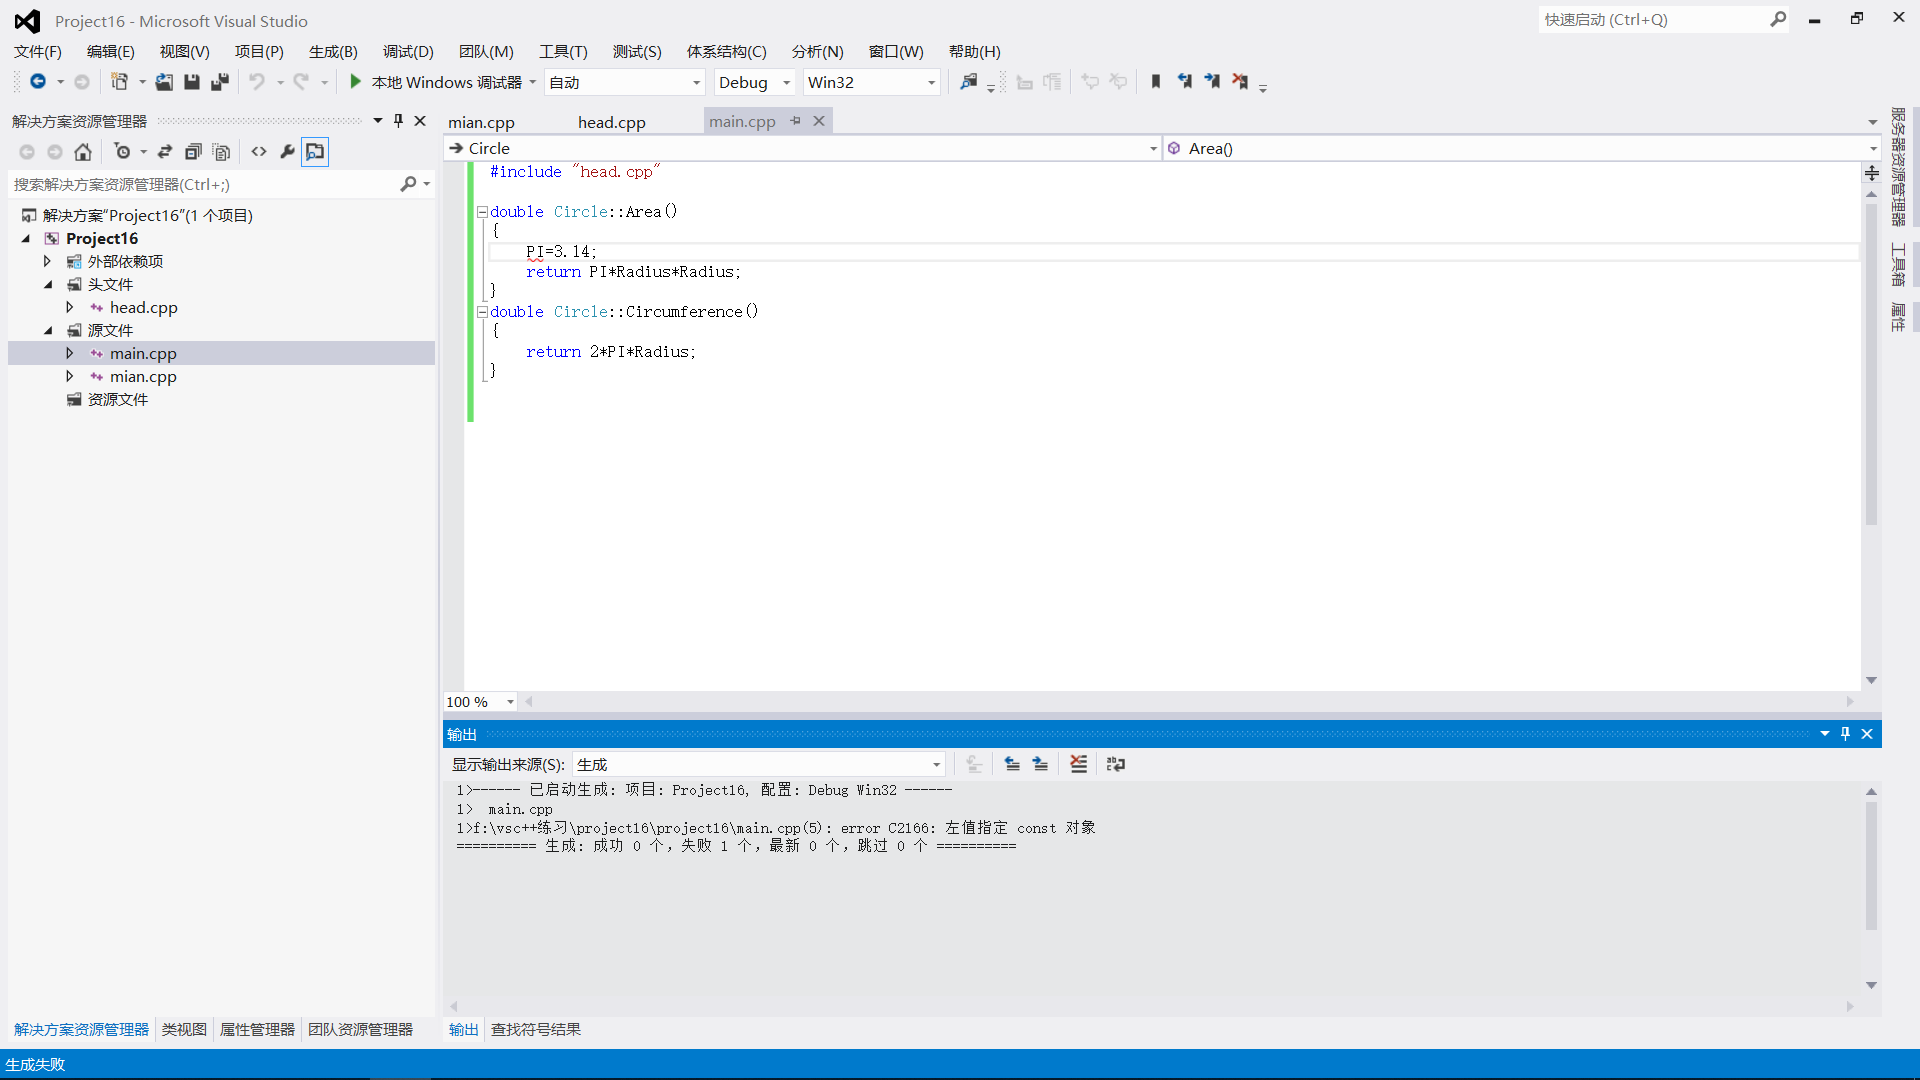 Project16 - Microsoft Visual Studio
快速启动 (Ctrl+Q)
文件(F) 编辑(E) 视图(V) 项目(P) 生成(B) 调试(D) 团队(M) 工具(T) 测试(S) 体系结构(C) 分析(N) 窗口(W) 帮助(H)
本地 Windows 调试器 自动 Debug Win32
解决方案资源管理器
搜索解决方案资源管理器(Ctrl+;)
解决方案“Project16”(1 个项目)
Project16
外部依赖项
头文件
head.cpp
源文件
main.cpp
mian.cpp
资源文件
mian.cpp head.cpp main.cpp
Circle Area()
#include "head.cpp"
double Circle::Area()
{
PI=3.14;
return PI*Radius*Radius;
}
double Circle::Circumference()
{
return 2*PI*Radius;
}
100 %
输出
显示输出来源(S): 生成
1>------ 已启动生成: 项目: Project16, 配置: Debug Win32 ------
1>  main.cpp
1>f:\vsc++练习\project16\project16\main.cpp(5): error C2166: 左值指定 const 对象
========== 生成: 成功 0 个，失败 1 个，最新 0 个，跳过 0 个 ==========
服务器资源管理器
工具箱
属性
解决方案资源管理器 类视图 属性管理器 团队资源管理器
输出 查找符号结果
生成失败